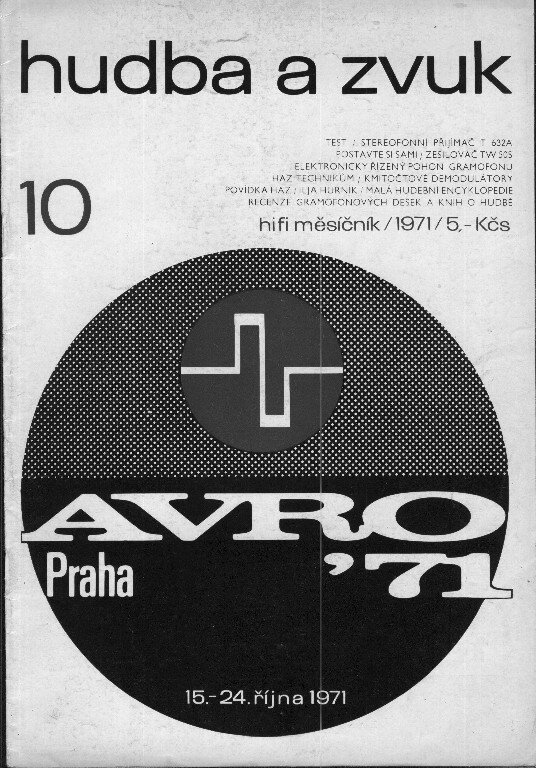 hudba a zvuk
TEST / STEREOFONNÍ PŘIJÍMAČ T 632A
POSTAVTE SI SAMI / ZESILOVAČ TW 50S
ELEKTRONICKY ŘÍZENÝ POHON GRAMOFONU
HAZ TECHNIKŮM / KMITOČTOVÉ DEMODULÁTORY
POVÍDKA HAZ / ILJA HURNÍK / MALÁ HUDEBNÍ ENCYKLOPEDIE
RECENZE GRAMOFONOVÝCH DESEK A KNIH O HUDBĚ
10
hifi měsíčník / 1971 / 5,- Kčs
AVRO
Praha
'71
15.-24. října 1971